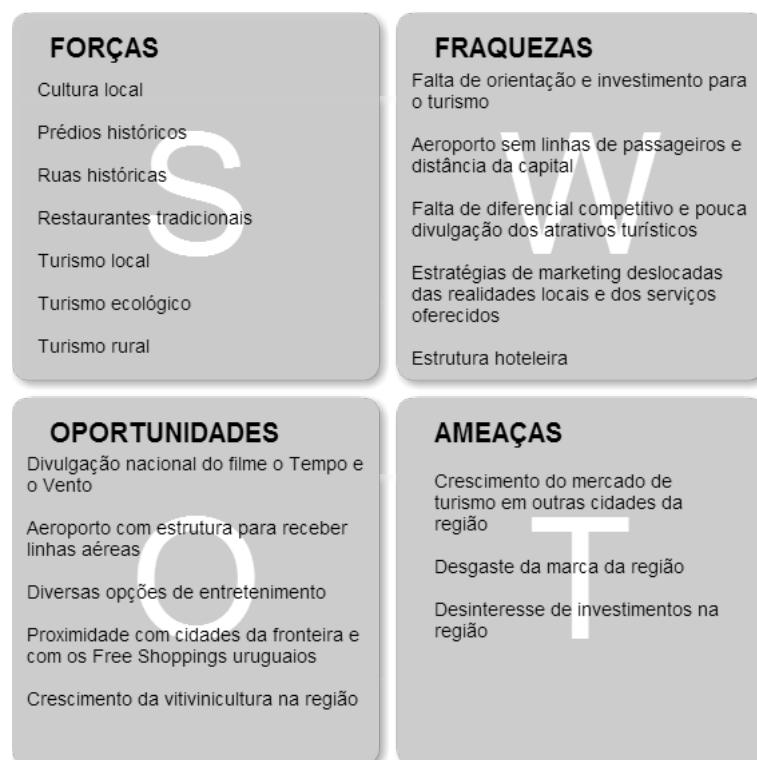 FORÇAS
Cultura local
Prédios históricos
Ruas históricas
Restaurantes tradicionais
Turismo local
Turismo ecológico
Turismo rural
S
FRAQUEZAS
Falta de orientação e investimento para
o turismo
Aeroporto sem linhas de passageiros e
distância da capital
Falta de diferencial competitivo e pouca
divulgação dos atrativos turísticos
Estratégias de marketing deslocadas
das realidades locais e dos serviços
oferecidos
Estrutura hoteleira
W
OPORTUNIDADES
Divulgação nacional do filme o Tempo e
o Vento
Aeroporto com estrutura para receber
linhas aéreas
Diversas opções de entretenimento
Proximidade com cidades da fronteira e
com os Free Shoppings uruguaios
Crescimento da vitivinicultura na região
O
AMEAÇAS
Crescimento do mercado de
turismo em outras cidades da
região
Desgaste da marca da região
Desinteresse de investimentos na
região
T